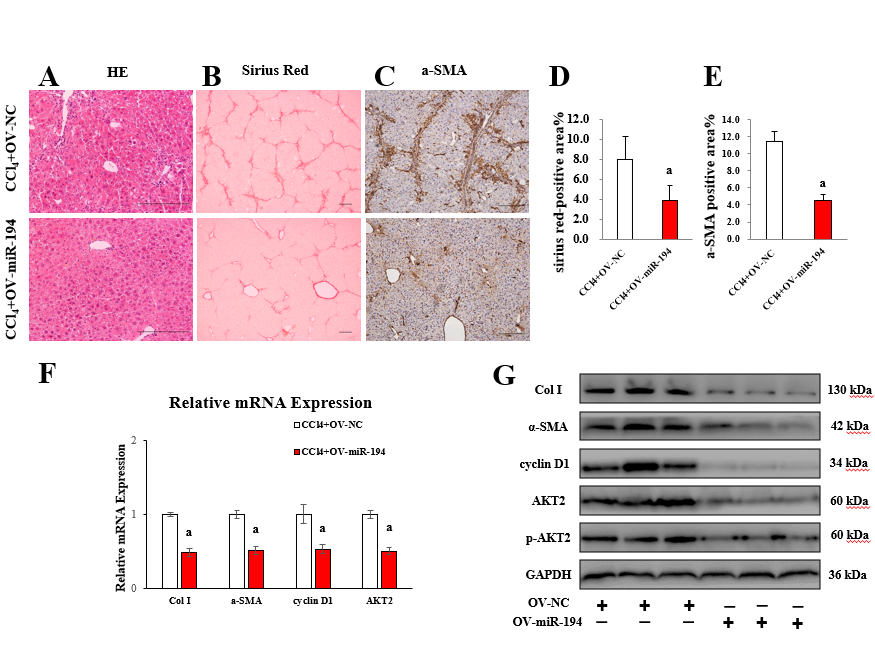 A HE
B Sirius Red
C a-SMA
D
E
CCl4+OV-NC
CCl4+OV-miR-194
sirius red-positive area%
12.0
10.0
8.0
6.0
4.0
2.0
0.0
a
CCl4+OV-NC
CCl4+OV-miR-194
a-SMA positive area%
14.0
12.0
10.0
8.0
6.0
4.0
2.0
0.0
a
CCl4+OV-NC
CCl4+OV-miR-194
F
Relative mRNA Expression
CCl4+OV-NC
CCl4+OV-miR-194
Relative mRNA Expression
2
1
0
a a a a
Col I a-SMA cyclin D1 AKT2
G
Col I 130 kDa
α-SMA 42 kDa
cyclin D1 34 kDa
AKT2 60 kDa
p-AKT2 60 kDa
GAPDH 36 kDa
OV-NC + + + – – –
OV-miR-194 – – – + + +